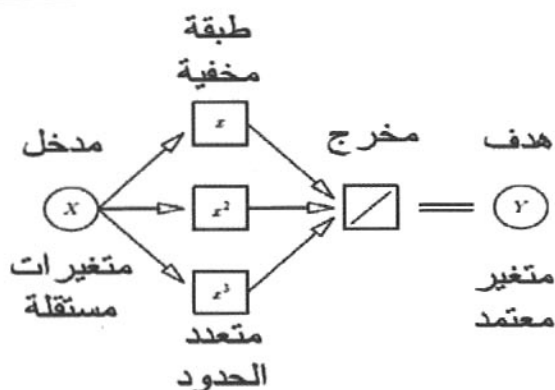 طبقة
مخفية
مدخل
مخرج
هدف
x
X
x²
x³
Y
متغيرات
مستقلة
متعدد
الحدود
متغير
معتمد